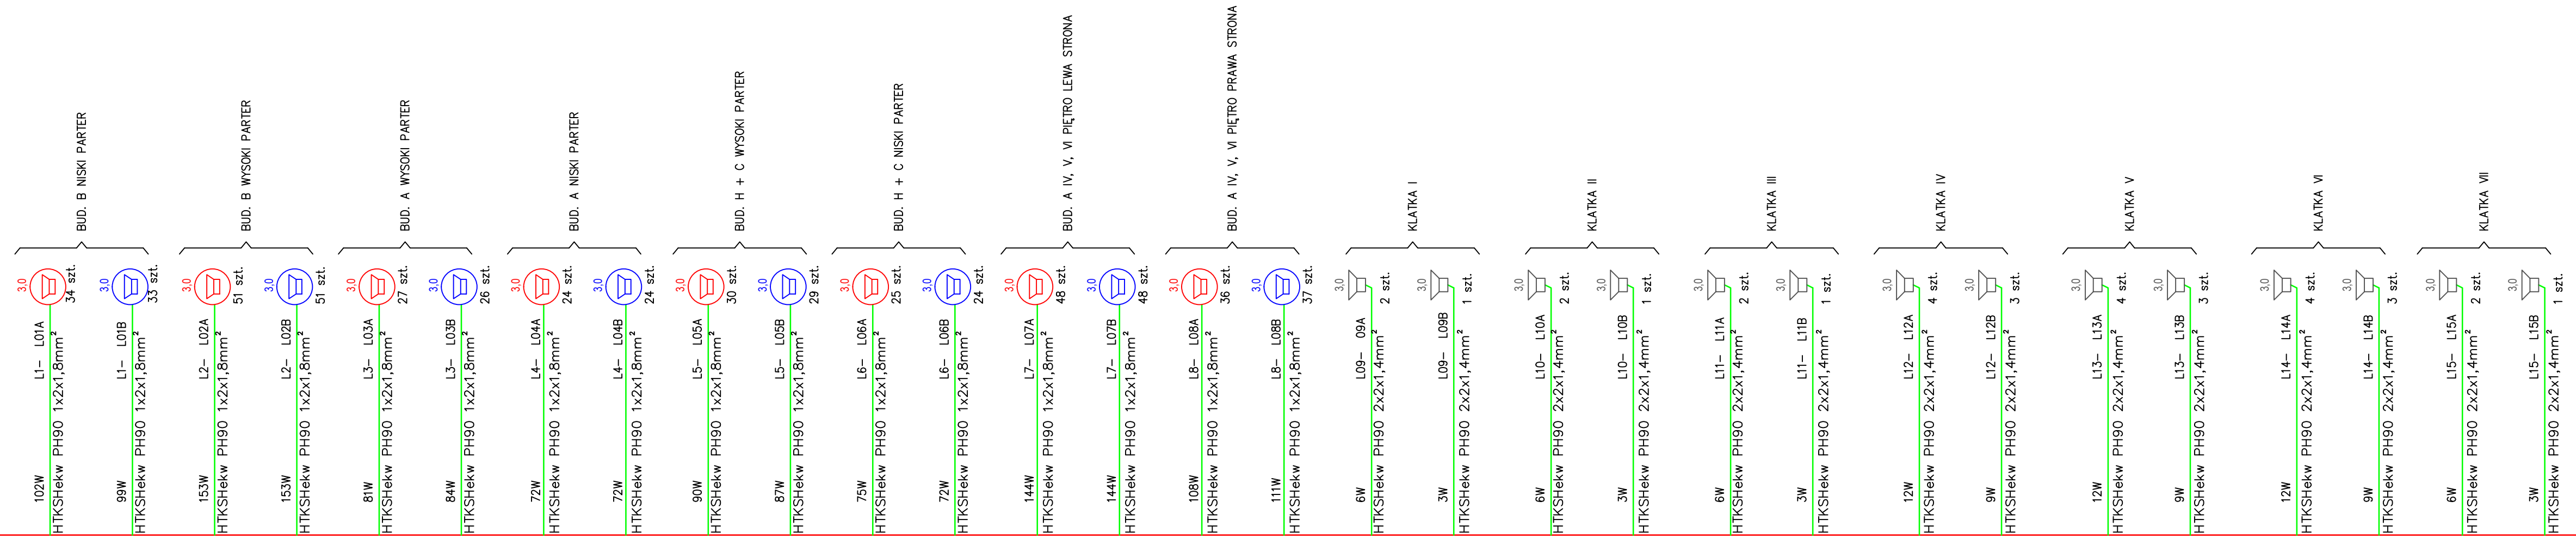 BUD. B NISKI PARTER
3,0
34 szt.
L1- L01A
102W
HTKSHekw PH90 1x2x1,8mm²
3,0
33 szt.
L1- L01B
99W
HTKSHekw PH90 1x2x1,8mm²
BUD. B WYSOKI PARTER
3,0
51 szt.
L2- L02A
153W
HTKSHekw PH90 1x2x1,8mm²
3,0
51 szt.
L2- L02B
153W
HTKSHekw PH90 1x2x1,8mm²
BUD. A WYSOKI PARTER
3,0
27 szt.
L3- L03A
81W
HTKSHekw PH90 1x2x1,8mm²
3,0
26 szt.
L3- L03B
84W
HTKSHekw PH90 1x2x1,8mm²
BUD. A NISKI PARTER
3,0
24 szt.
L4- L04A
72W
HTKSHekw PH90 1x2x1,8mm²
3,0
24 szt.
L4- L04B
72W
HTKSHekw PH90 1x2x1,8mm²
BUD. H + C WYSOKI PARTER
3,0
30 szt.
L5- L05A
90W
HTKSHekw PH90 1x2x1,8mm²
3,0
29 szt.
L5- L05B
87W
HTKSHekw PH90 1x2x1,8mm²
BUD. H + C NISKI PARTER
3,0
25 szt.
L6- L06A
75W
HTKSHekw PH90 1x2x1,8mm²
3,0
24 szt.
L6- L06B
72W
HTKSHekw PH90 1x2x1,8mm²
BUD. A IV, V, VI PIĘTRO LEWA STRONA
3,0
48 szt.
L7- L07A
144W
HTKSHekw PH90 1x2x1,8mm²
3,0
48 szt.
L7- L07B
144W
HTKSHekw PH90 1x2x1,8mm²
BUD. A IV, V, VI PIĘTRO PRAWA STRONA
3,0
36 szt.
L8- L08A
108W
HTKSHekw PH90 1x2x1,8mm²
3,0
37 szt.
L8- L08B
111W
HTKSHekw PH90 1x2x1,8mm²
KLATKA I
3,0
2 szt.
L09- 09A
6W
HTKSHekw PH90 2x2x1,4mm²
3,0
1 szt.
L09- L09B
3W
HTKSHekw PH90 2x2x1,4mm²
KLATKA II
3,0
2 szt.
L10- L10A
6W
HTKSHekw PH90 2x2x1,4mm²
3,0
1 szt.
L10- L10B
3W
HTKSHekw PH90 2x2x1,4mm²
KLATKA III
3,0
2 szt.
L11- L11A
6W
HTKSHekw PH90 2x2x1,4mm²
3,0
1 szt.
L11- L11B
3W
HTKSHekw PH90 2x2x1,4mm²
KLATKA IV
3,0
4 szt.
L12- L12A
12W
HTKSHekw PH90 2x2x1,4mm²
3,0
3 szt.
L12- L12B
9W
HTKSHekw PH90 2x2x1,4mm²
KLATKA V
3,0
4 szt.
L13- L13A
12W
HTKSHekw PH90 2x2x1,4mm²
3,0
3 szt.
L13- L13B
9W
HTKSHekw PH90 2x2x1,4mm²
KLATKA VI
3,0
4 szt.
L14- L14A
12W
HTKSHekw PH90 2x2x1,4mm²
3,0
3 szt.
L14- L14B
9W
HTKSHekw PH90 2x2x1,4mm²
KLATKA VII
3,0
2 szt.
L15- L15A
6W
HTKSHekw PH90 2x2x1,4mm²
3,0
1 szt.
L15- L15B
3W
HTKSHekw PH90 2x2x1,4mm²